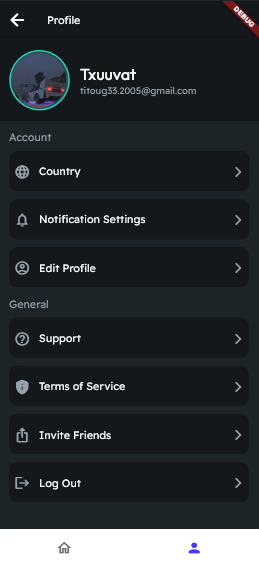 Profile
DEBUG
Txuuvat
titoug33.2005@gmail.com
Account
Country
Notification Settings
Edit Profile
General
Support
Terms of Service
Invite Friends
Log Out